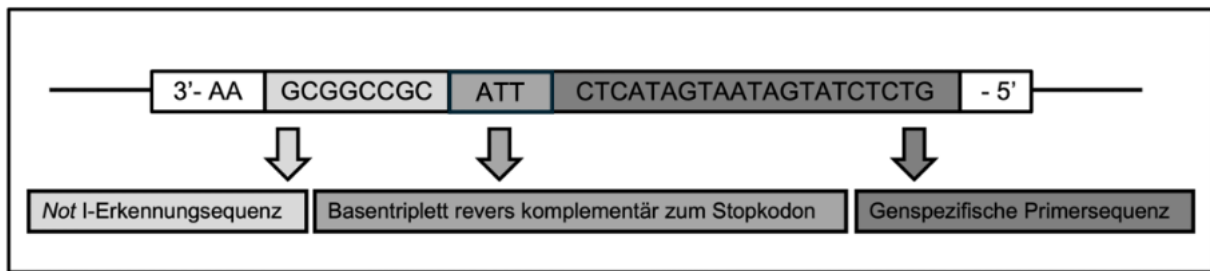 3'- AA GCGGCCGC ATT CTCATAGTAATAGTATCTCTG - 5'
Not I-Erkennungsequenz Basentriplett revers komplementär zum Stopkodon Genspezifische Primersequenz